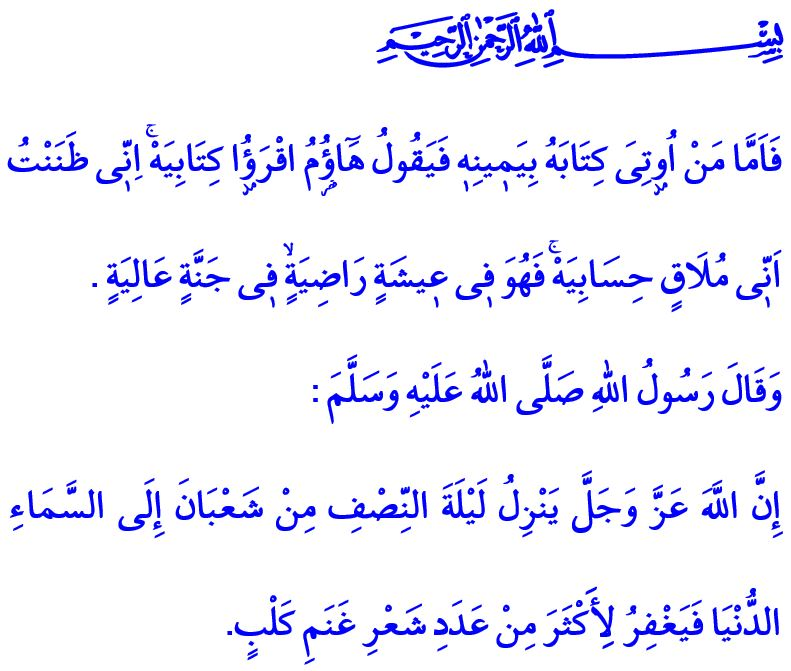 بِسْمِ اللّٰهِ الرَّحْمٰنِ الرَّحِيمِ
فَاَمَّا مَنْ اُو۫تِيَ كِتَابَهُ بِيَم۪ينِه۪ فَيَقُولُ هَٓاؤُ۬مُ اقْرَؤُ۫ا كِتَابِيَهْۚ اِنّ۪ى ظَنَنْتُ
اَنّ۪ى مُلَاقٍ حِسَابِيَهْۚ فَهُوَ ف۪ى ع۪يشَةٍ رَاضِيَةٍۙ ف۪ى جَنَّةٍ عَالِيَةٍ .
وَقَالَ رَسُولُ اللّٰهِ صَلَّى اللّٰهُ عَلَيْهِ وَسَلَّمَ :
إِنَّ اللَّهَ عَزَّ وَجَلَّ يَنْزِلُ لَيْلَةَ النِّصْفِ مِنْ شَعْبَانَ إِلَى السَّمَاءِ
الدُّنْيَا فَيَغْفِرُ لِأَكْثَرَ مِنْ عَدَدِ شَعْرِ غَنَمِ كَلْبٍ.